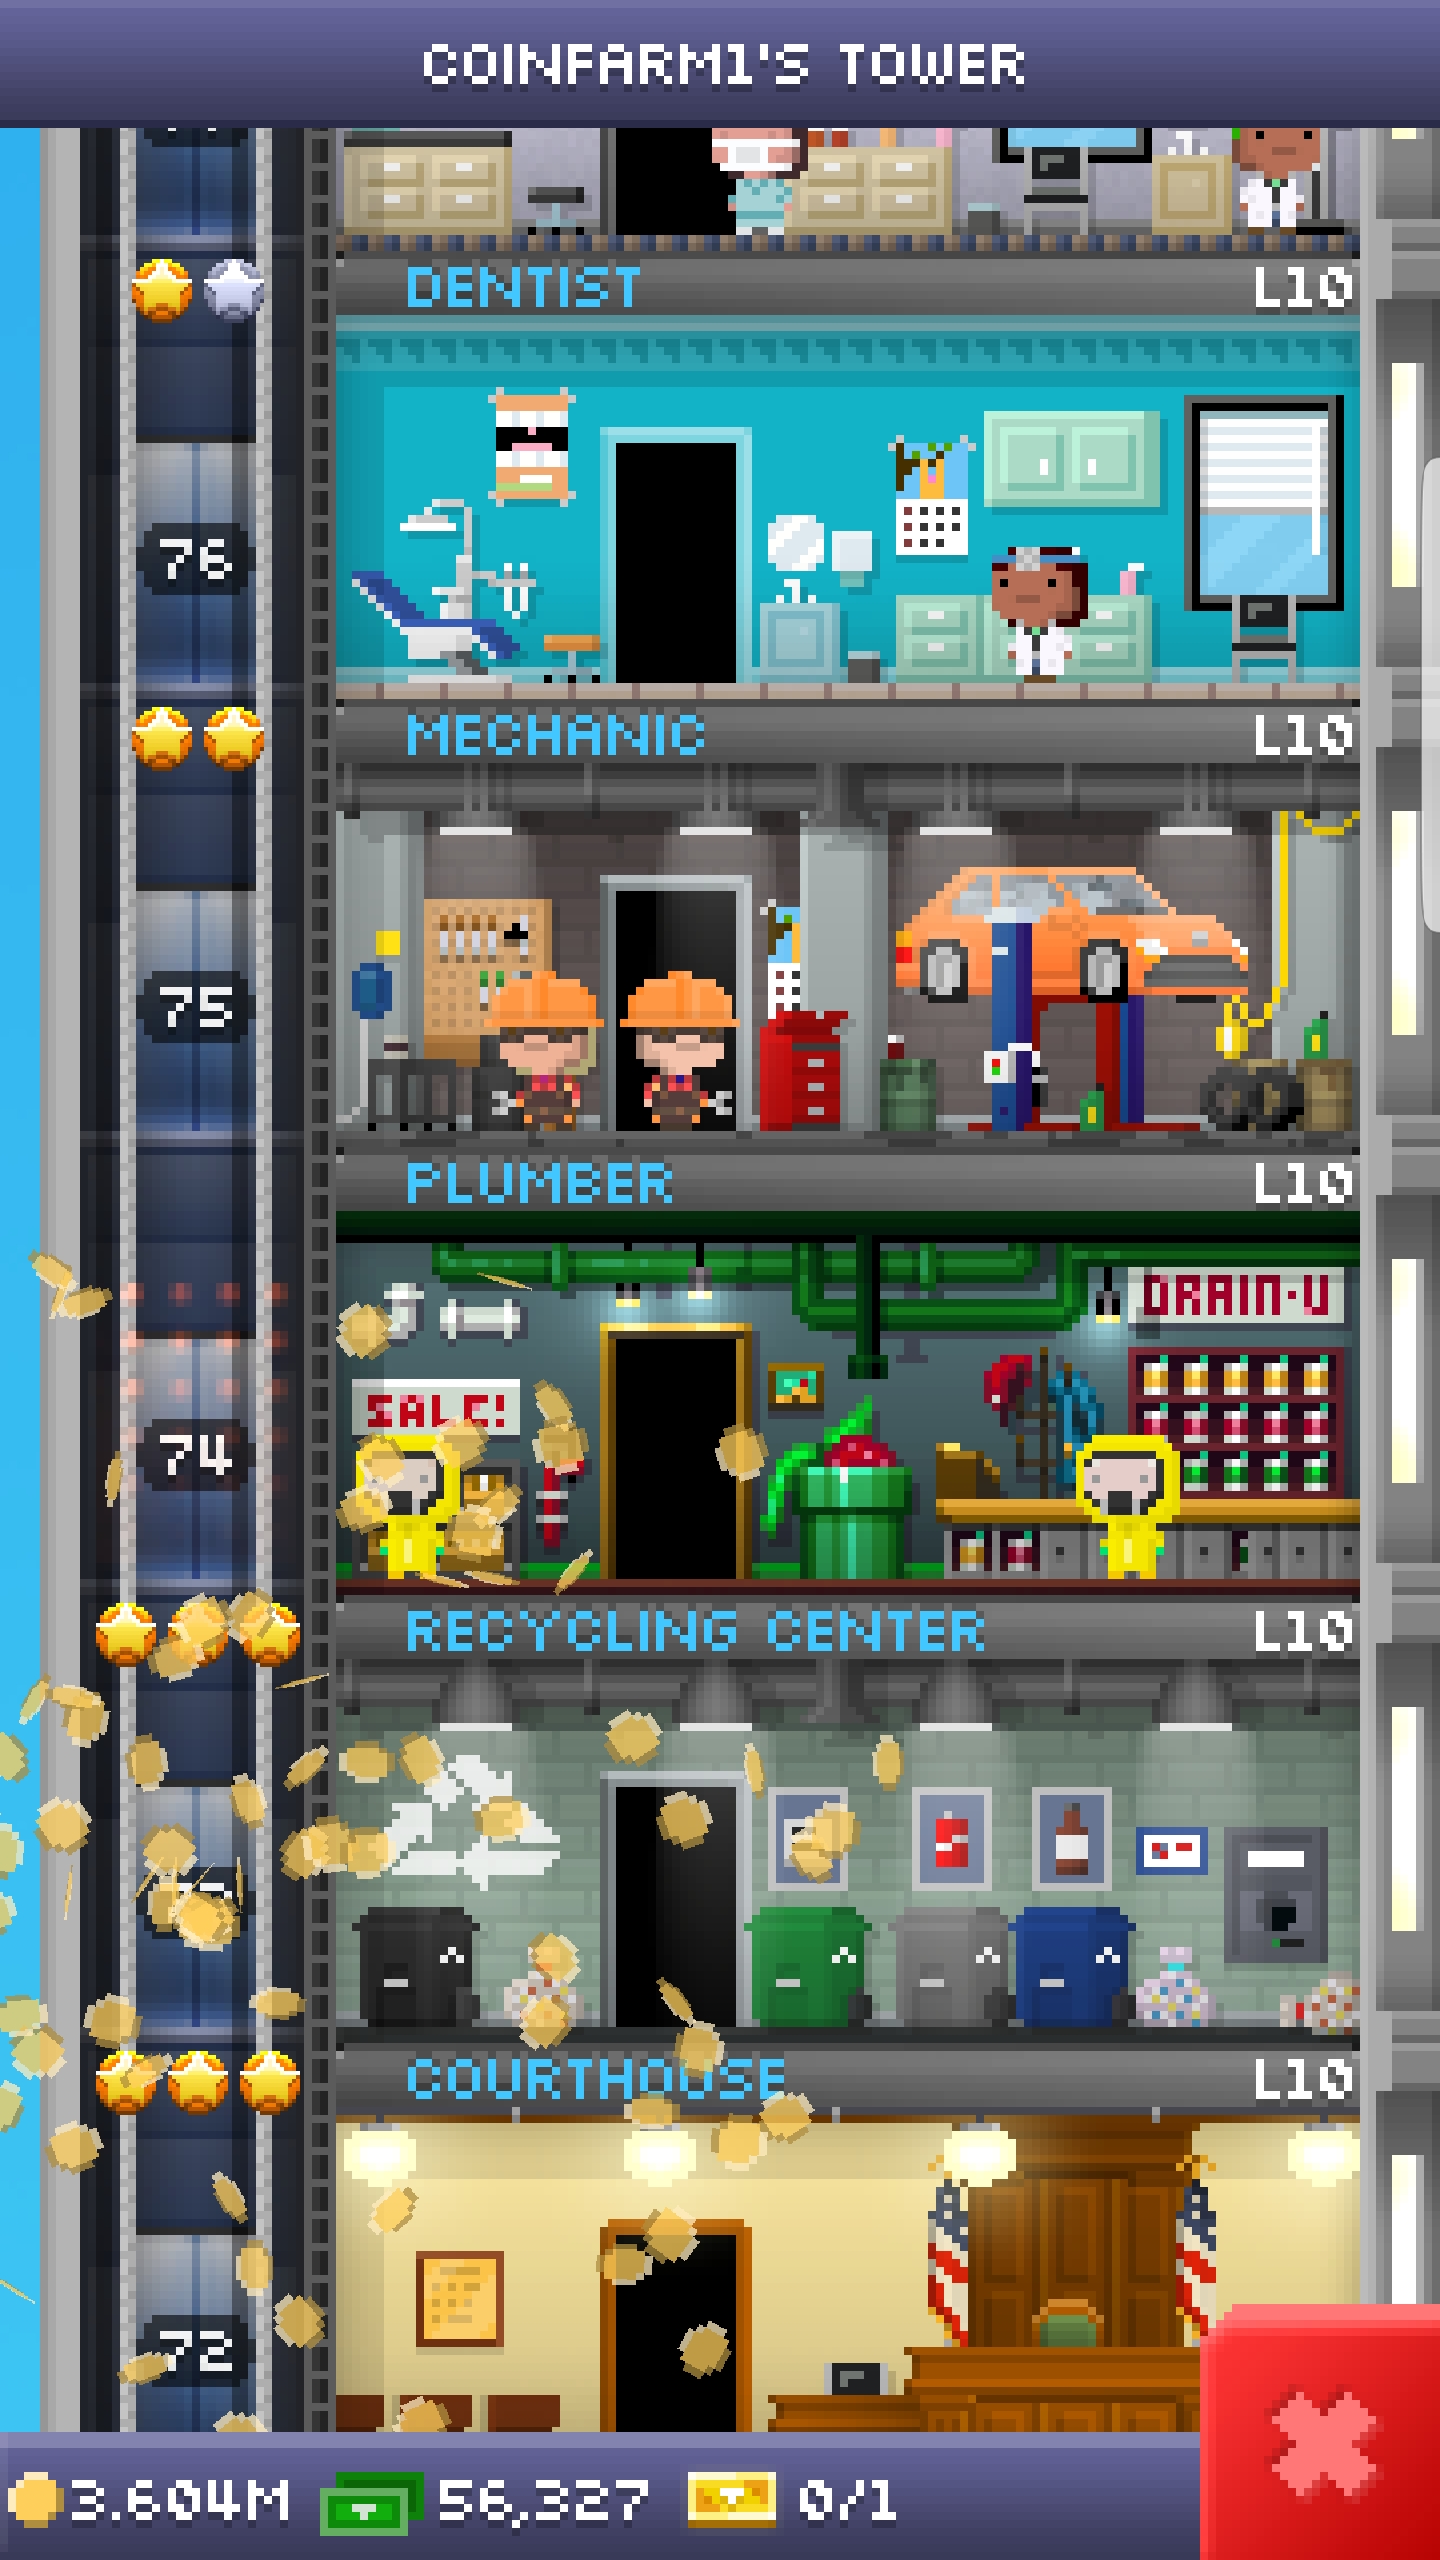 COINFARM1'S TOWER
DENTIST L10
76
MECHANIC L10
75
PLUMBER L10
DRAIN-U
SALE!
74
RECYCLING CENTER L10
COURTHOUSE L10
72
3.604M 56,327 0/1